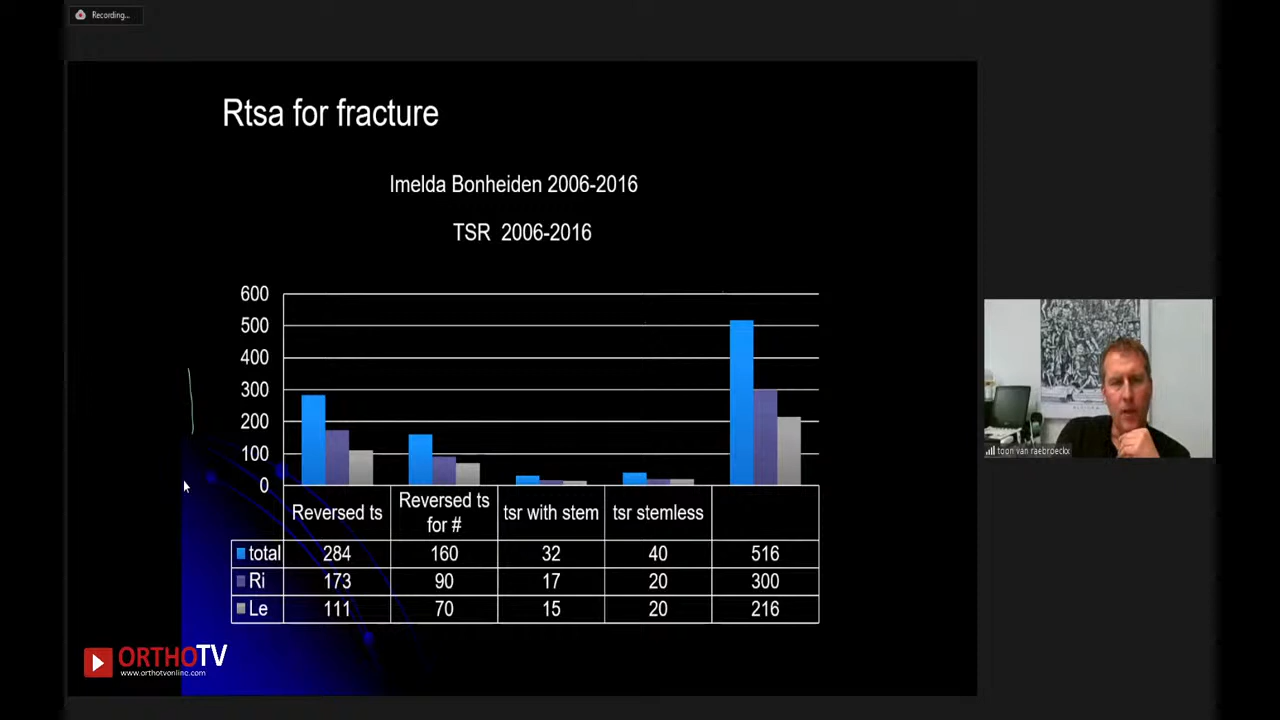 Recording...
Rtsa for fracture
Imelda Bonheiden 2006-2016
TSR 2006-2016
600
500
400
300
200
100
0
Reversed ts
Reversed ts for #
tsr with stem
tsr stemless
total 284 160 32 40 516
Ri 173 90 17 20 300
Le 111 70 15 20 216
ORTHOTV
www.orthotvonline.com
toon van raebroeckx